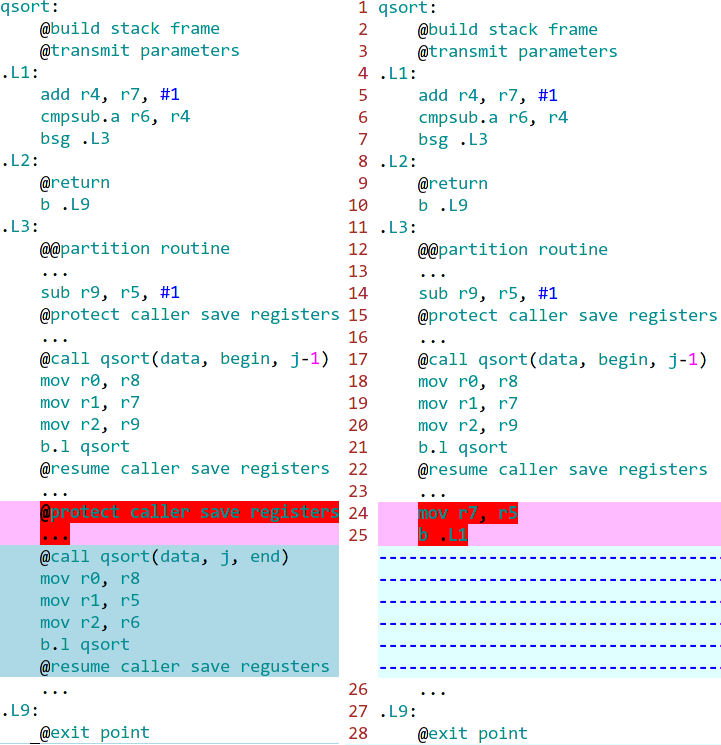 qsort:
@build stack frame
@transmit parameters
.L1:
add r4, r7, #1
cmpsub.a r6, r4
bsg .L3
.L2:
@return
b .L9
.L3:
@@partition routine
...
sub r9, r5, #1
@protect caller save registers
...
@call qsort(data, begin, j-1)
mov r0, r8
mov r1, r7
mov r2, r9
b.l qsort
@resume caller save registers
...
@protect caller save registers
...
@call qsort(data, j, end)
mov r0, r8
mov r1, r5
mov r2, r6
b.l qsort
@resume caller save regusters
...
.L9:
@exit point
1 qsort:
2 @build stack frame
3 @transmit parameters
4 .L1:
5 add r4, r7, #1
6 cmpsub.a r6, r4
7 bsg .L3
8 .L2:
9 @return
10 b .L9
11 .L3:
12 @@partition routine
13 ...
14 sub r9, r5, #1
15 @protect caller save registers
16 ...
17 @call qsort(data, begin, j-1)
18 mov r0, r8
19 mov r1, r7
20 mov r2, r9
21 b.l qsort
22 @resume caller save registers
23 ...
24 mov r7, r5
25 b .L1
26 ...
27 .L9:
28 @exit point